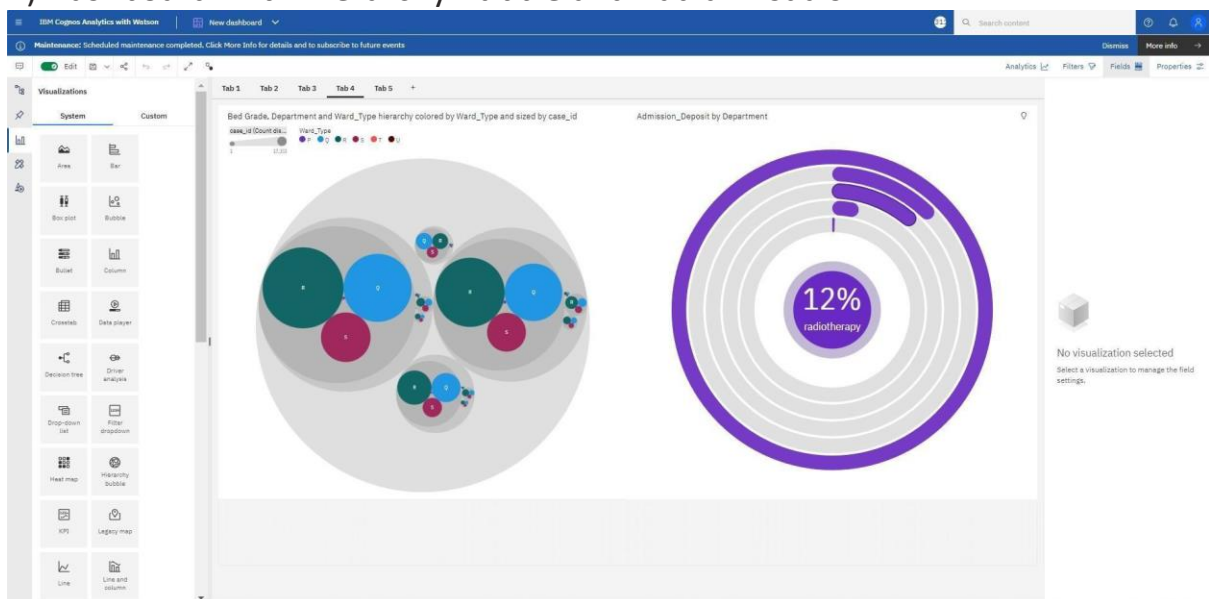 IBM Cognos Analytics with Watson
New dashboard
Search content
Maintenance: Scheduled maintenance completed. Click More Info for details and to subscribe to future events
Dismiss
More info
Edit
Analytics
Filters
Fields
Properties
Visualizations
System
Custom
Area
Bar
Box plot
Bubble
Bullet
Column
Crosstab
Data player
Decision tree
Driver
analysis
Drop-down
list
Filter
dropdown
Heat map
Hierarchy
bubble
KPI
Legacy map
Line
Line and
column
Tab 1
Tab 2
Tab 3
Tab 4
Tab 5
Bed Grade, Department and Ward_Type hierarchy colored by Ward_Type and sized by case_id
case_id (Count dis...
Ward_Type
P Q R S T U
1
R
Q
S
Q
R
S
R
Q
S
R
Q
S
Admission_Deposit by Department
12%
radiotherapy
No visualization selected
Select a visualization to manage the field
settings.